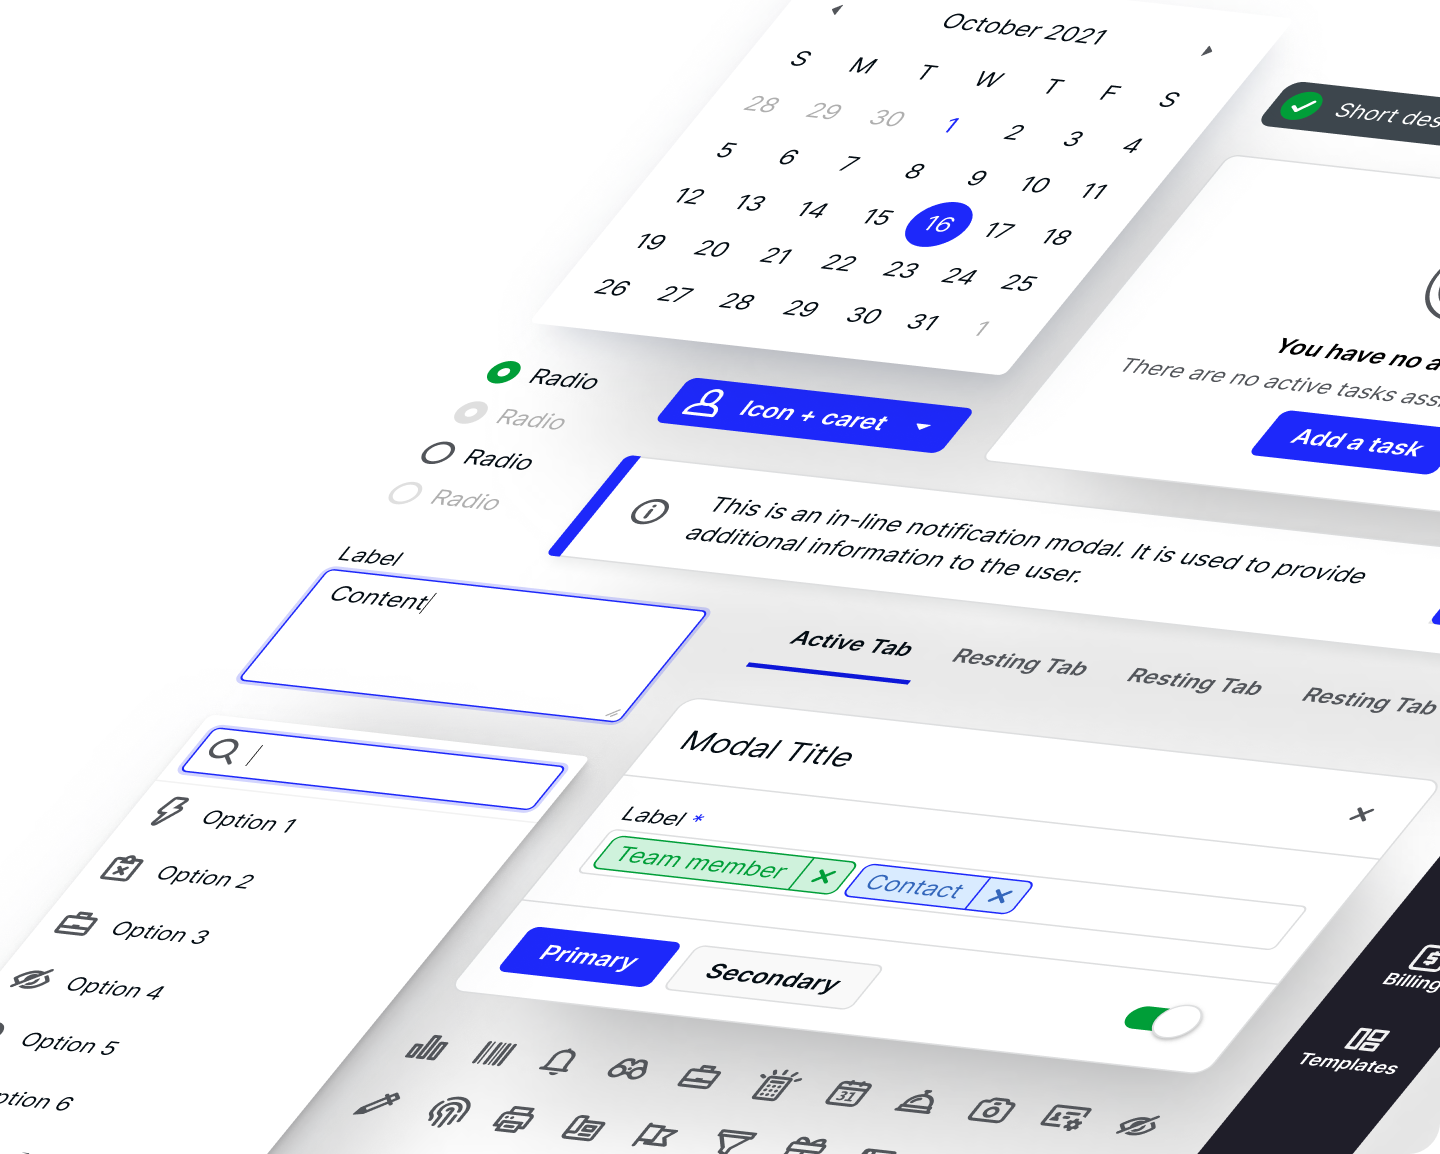 October 2021
S M T W T F S
28 29 30 1 2 3 4
5 6 7 8 9 10 11
12 13 14 15 16 17 18
19 20 21 22 23 24 25
26 27 28 29 30 31 1
Short
You have no
There are no active tasks
Add a task
Radio
Radio
Radio
Radio
Icon + caret
This is an in-line notification modal. It is used to provide
additional information to the user.
Label
Content
Active Tab Resting Tab Resting Tab Resting Tab
Option 1
Option 2
Option 3
Option 4
Option 5
ption 6
Modal Title
Label *
Team member Contact
Primary Secondary
Billing
Templates
31